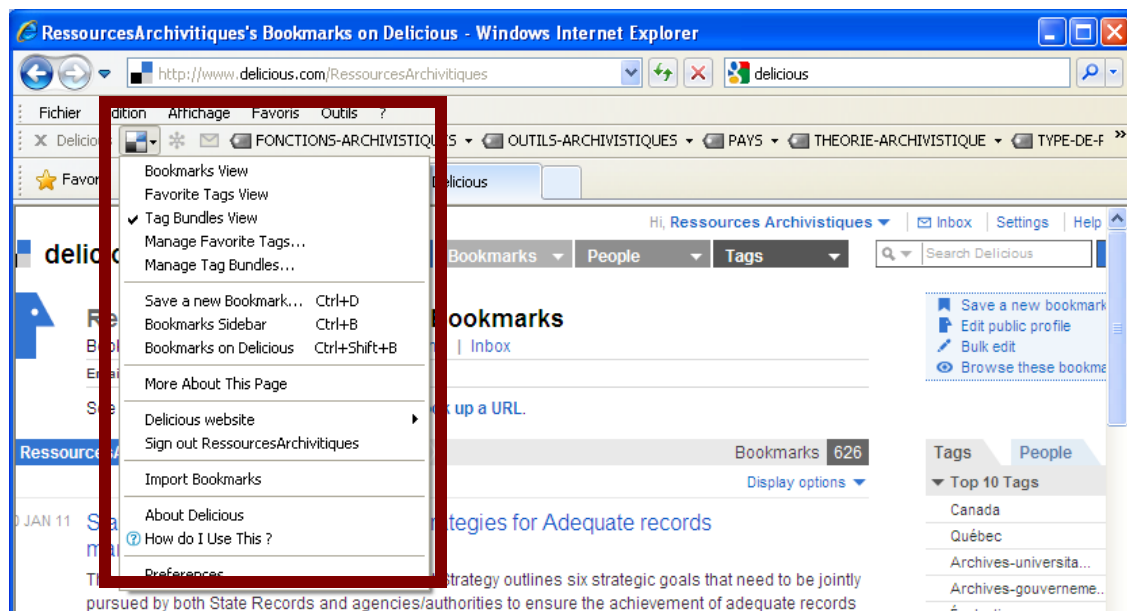 RessourcesArchivitiques's Bookmarks on Delicious - Windows Internet Explorer
http://www.delicious.com/RessourcesArchivitiques delicious
Fichier dition Affichage Favoris Outils ?
X FONCTIONS-ARCHIVISTIQUES OUTILS-ARCHIVISTIQUES PAYS THEORIE-ARCHIVISTIQUE TYPE-DE-F »
Favor elicious
Bookmarks View
Favorite Tags View
Tag Bundles View
Manage Favorite Tags...
Manage Tag Bundles...
Save a new Bookmark... Ctrl+D
Bookmarks Sidebar Ctrl+B
Bookmarks on Delicious Ctrl+Shift+B
More About This Page
Delicious website
Sign out RessourcesArchivitiques
Import Bookmarks
About Delicious
How do I Use This ?
Preferences
Hi, Ressources Archivistiques Inbox Settings Help
delic Bookmarks People Tags Search Delicious
Bookmarks
| Inbox
k up a URL.
Save a new bookmark
Edit public profile
Bulk edit
Browse these bookma
Bookmarks 626
Display options
Tags People
Top 10 Tags
Canada
Québec
Archives-universita...
Archives-gouverneme..
JAN 11 rategies for Adequate records
Strategy outlines six strategic goals that need to be jointly
pursued by both State Records and agencies/authorities to ensure the achievement of adequate records